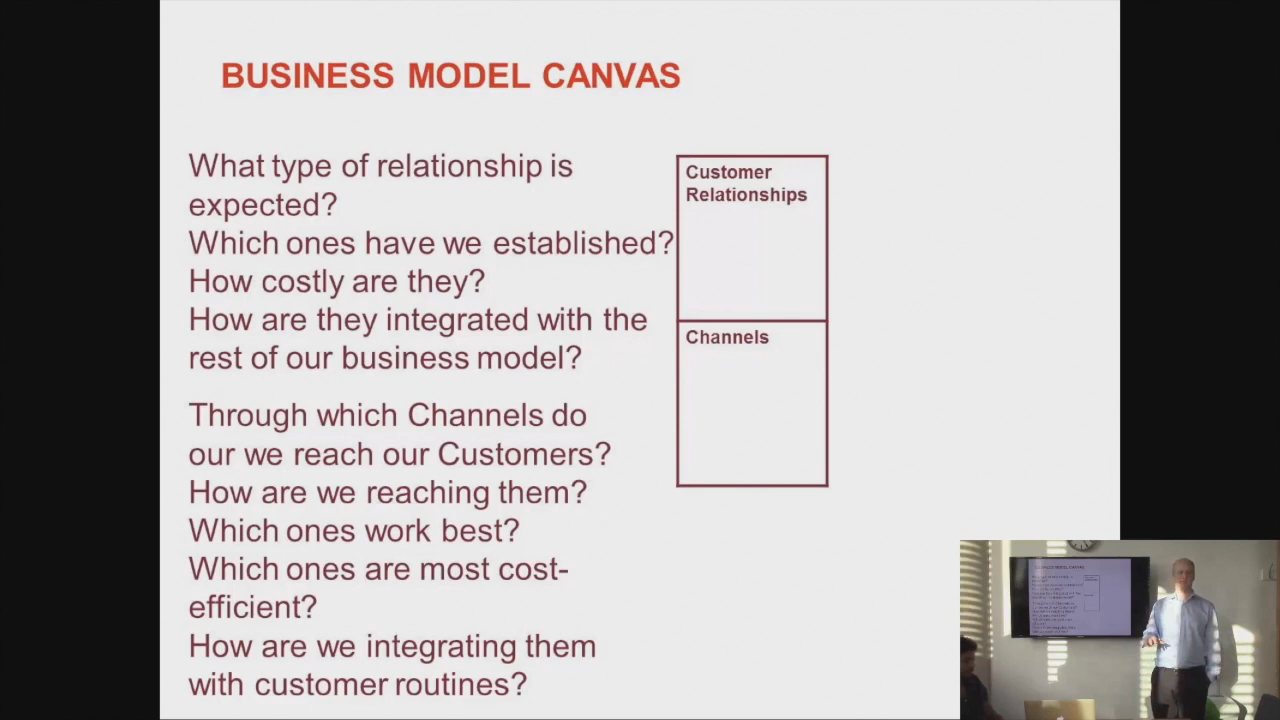 BUSINESS MODEL CANVAS
What type of relationship is
expected?
Which ones have we established?
How costly are they?
How are they integrated with the
rest of our business model?
Through which Channels do
our we reach our Customers?
How are we reaching them?
Which ones work best?
Which ones are most cost-
efficient?
How are we integrating them
with customer routines?
Customer
Relationships
Channels